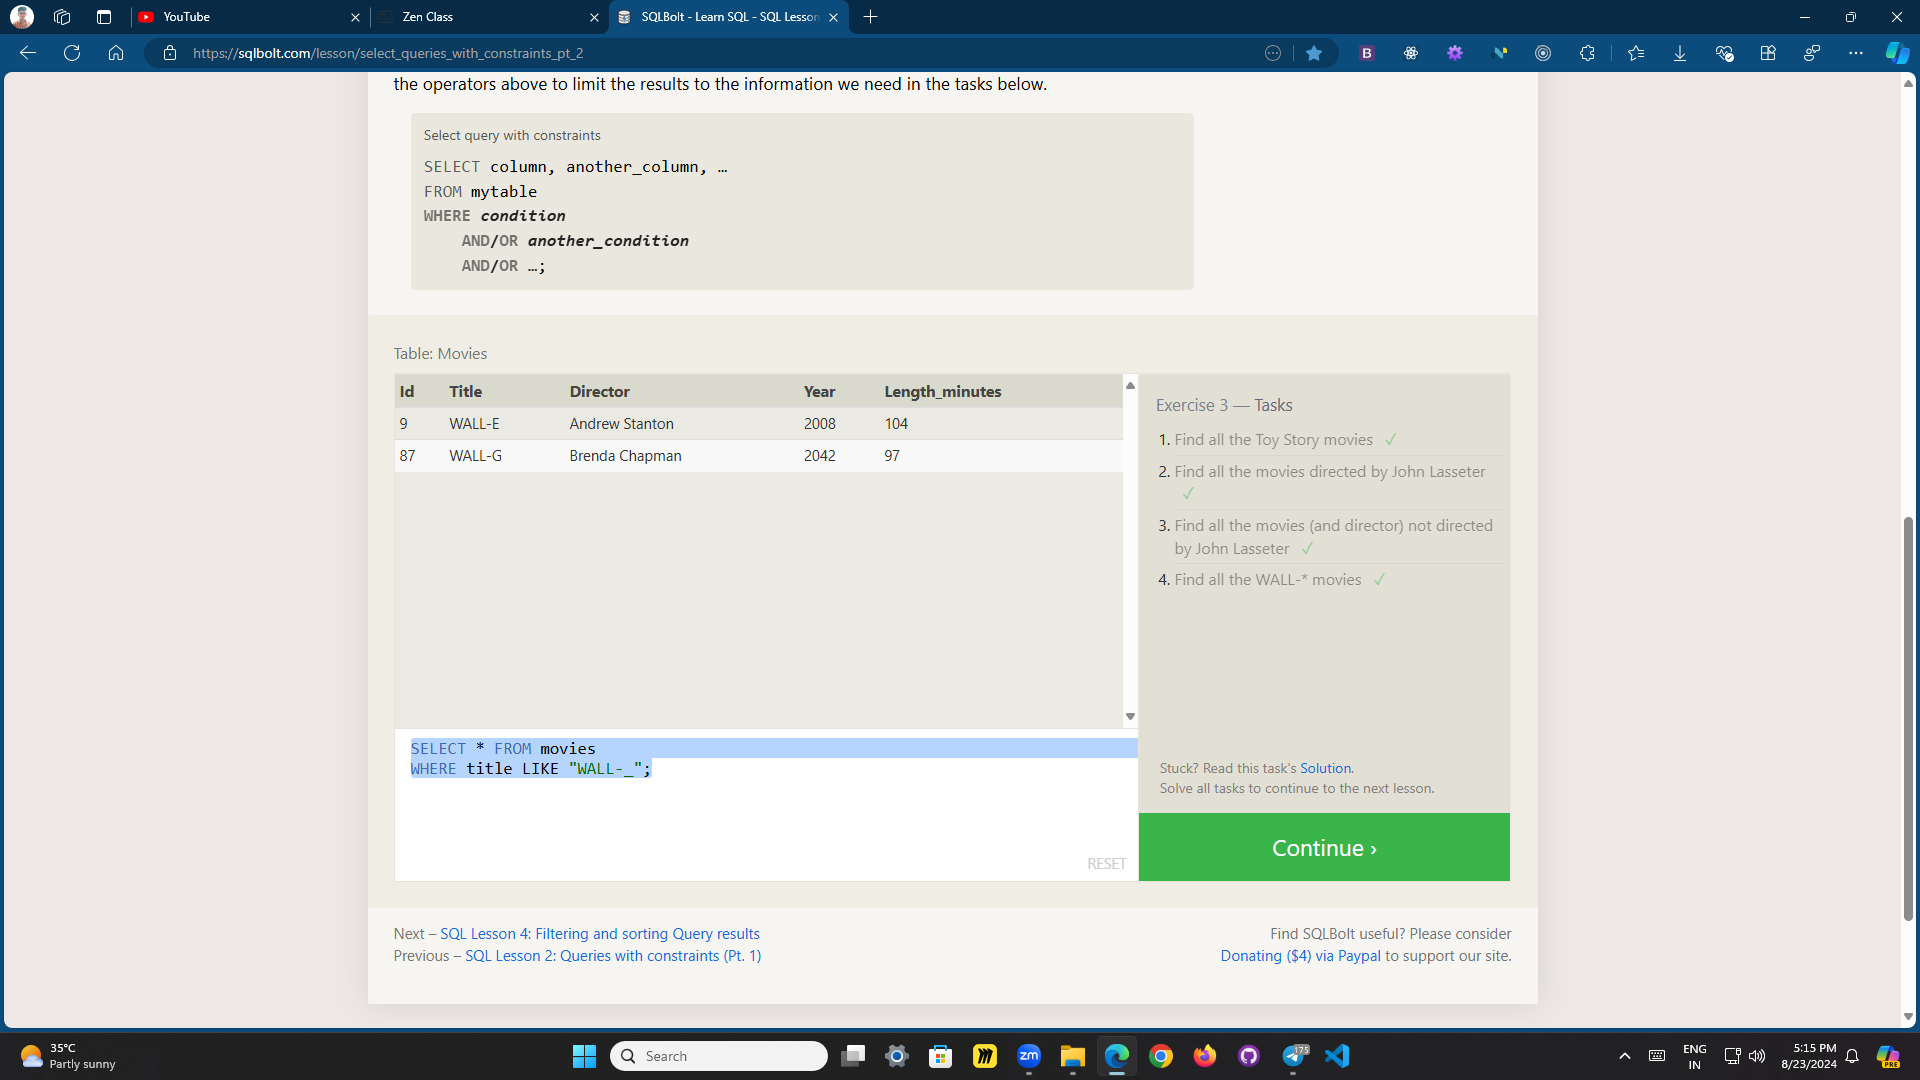 YouTube
Zen Class
SQLBolt - Learn SQL - SQL Lesson
https://sqlbolt.com/lesson/select_queries_with_constraints_pt_2
the operators above to limit the results to the information we need in the tasks below.
Select query with constraints
SELECT column, another_column, …
FROM mytable
WHERE condition
AND/OR another_condition
AND/OR …;
Table: Movies
Id Title Director Year Length_minutes
9 WALL-E Andrew Stanton 2008 104
87 WALL-G Brenda Chapman 2042 97
Exercise 3 — Tasks
1. Find all the Toy Story movies ✓
2. Find all the movies directed by John Lasseter
✓
3. Find all the movies (and director) not directed
by John Lasseter ✓
4. Find all the WALL-* movies ✓
SELECT * FROM movies
WHERE title LIKE "WALL-_";
RESET
Stuck? Read this task's Solution.
Solve all tasks to continue to the next lesson.
Continue ›
Next – SQL Lesson 4: Filtering and sorting Query results
Previous – SQL Lesson 2: Queries with constraints (Pt. 1)
Find SQLBolt useful? Please consider
Donating ($4) via Paypal to support our site.
35°C
Partly sunny
Search
zm
175
ENG
IN
5:15 PM
8/23/2024
PRE